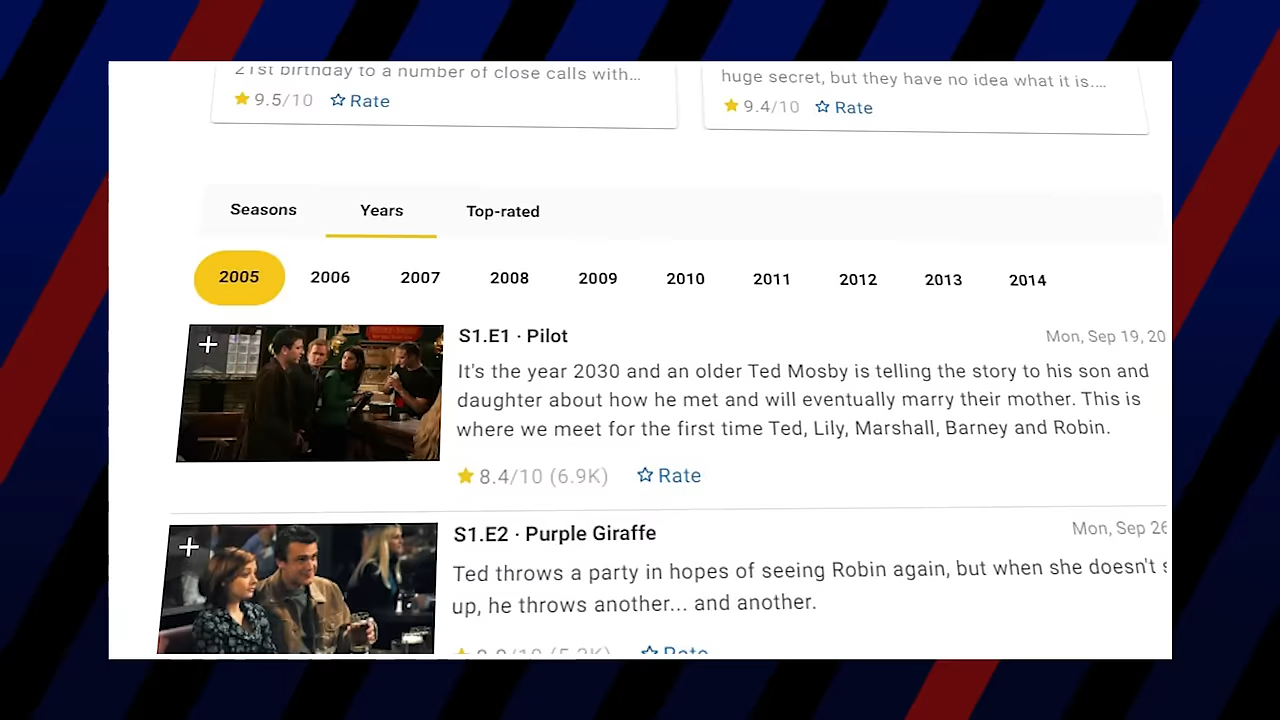 21st birthday to a number of close calls with...
huge secret, but they have no idea what it is....
9.5/10 Rate
9.4/10 Rate
Seasons Years Top-rated
2005 2006 2007 2008 2009 2010 2011 2012 2013 2014
S1.E1 · Pilot
Mon, Sep 19, 20
It's the year 2030 and an older Ted Mosby is telling the story to his son and
daughter about how he met and will eventually marry their mother. This is
where we meet for the first time Ted, Lily, Marshall, Barney and Robin.
8.4/10 (6.9K) Rate
S1.E2 · Purple Giraffe
Mon, Sep 26
Ted throws a party in hopes of seeing Robin again, but when she doesn't s
up, he throws another... and another.
Rate